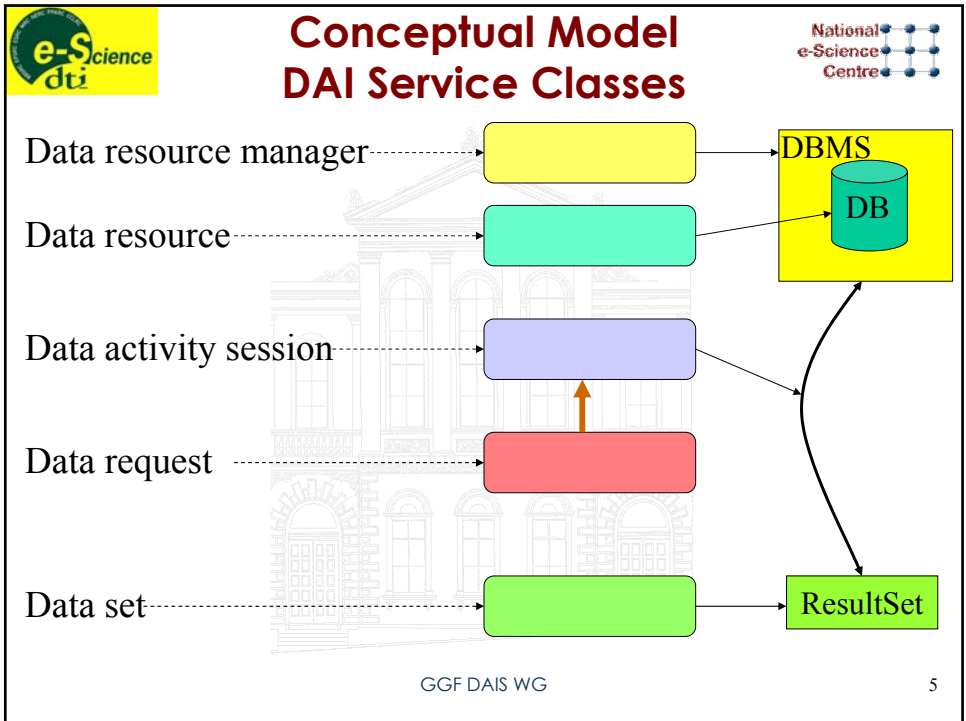 e-Science
dti
Conceptual Model
DAI Service Classes
National
e-Science
Centre
Data resource manager
DBMS
DB
Data resource
Data activity session
Data request
Data set
ResultSet
GGF DAIS WG
5